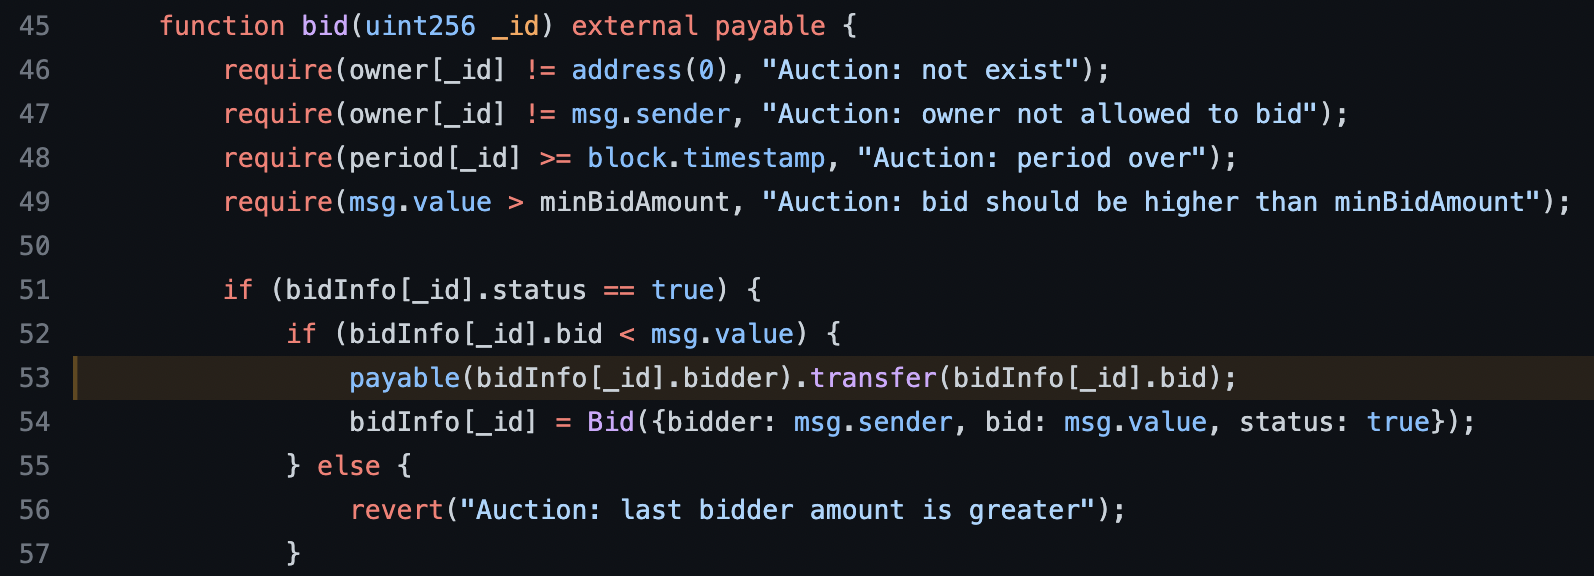 45 function bid(uint256 _id) external payable {
46 require(owner[_id] != address(0), "Auction: not exist");
47 require(owner[_id] != msg.sender, "Auction: owner not allowed to bid");
48 require(period[_id] >= block.timestamp, "Auction: period over");
49 require(msg.value > minBidAmount, "Auction: bid should be higher than minBidAmount");
50
51 if (bidInfo[_id].status == true) {
52 if (bidInfo[_id].bid < msg.value) {
53 payable(bidInfo[_id].bidder).transfer(bidInfo[_id].bid);
54 bidInfo[_id] = Bid({bidder: msg.sender, bid: msg.value, status: true});
55 } else {
56 revert("Auction: last bidder amount is greater");
57 }